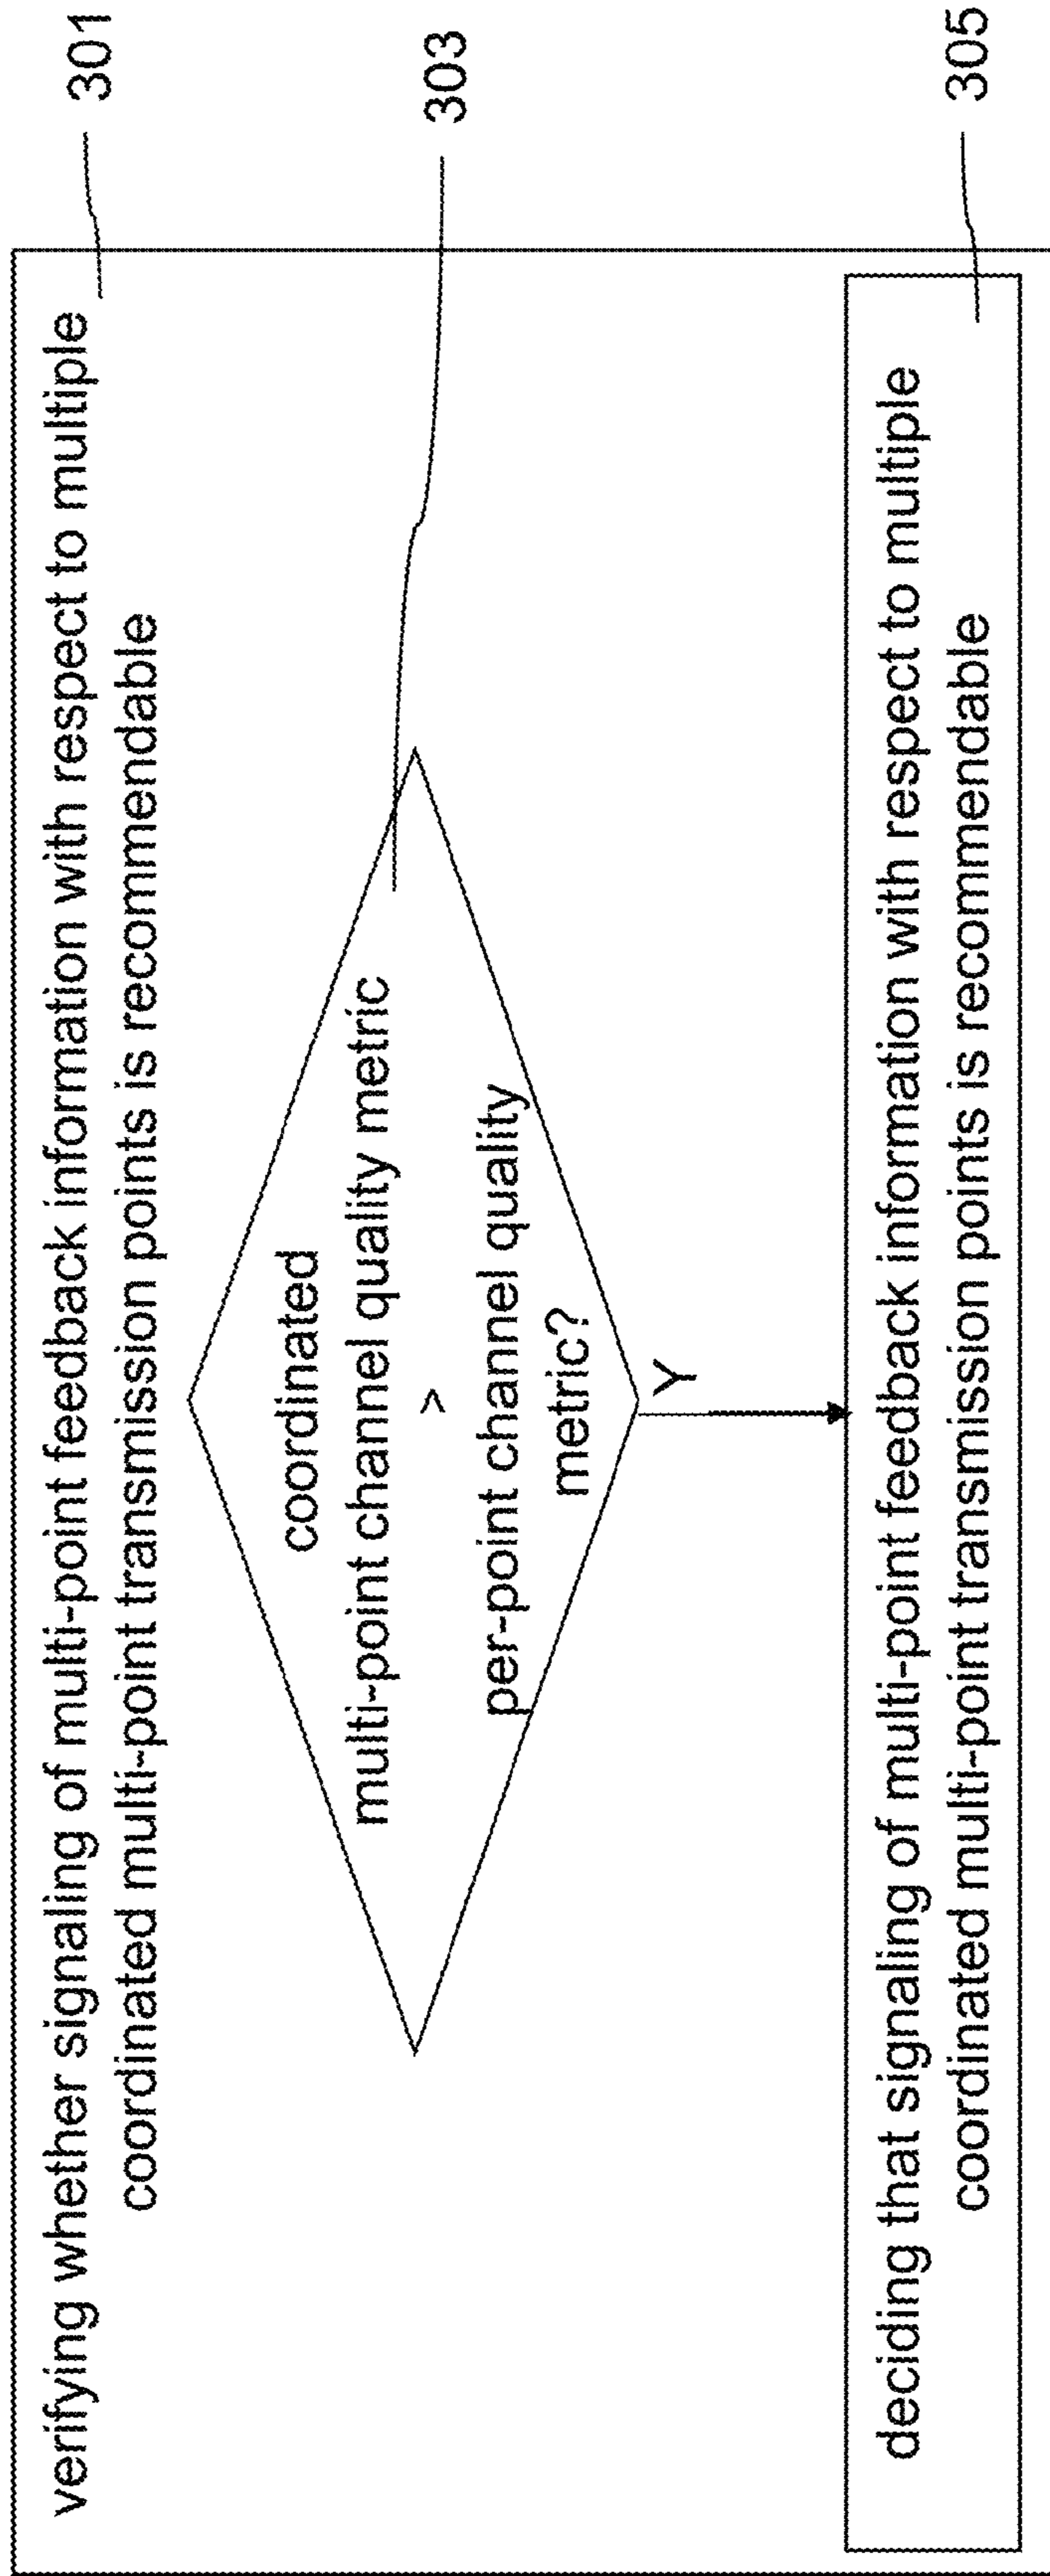 verifying whether signaling of multi-point feedback information with respect to multiple
coordinated multi-point transmission points is recommendable
301
coordinated
multi-point channel quality metric
>
per-point channel quality
metric?
303
Y
deciding that signaling of multi-point feedback information with respect to multiple
coordinated multi-point transmission points is recommendable
305